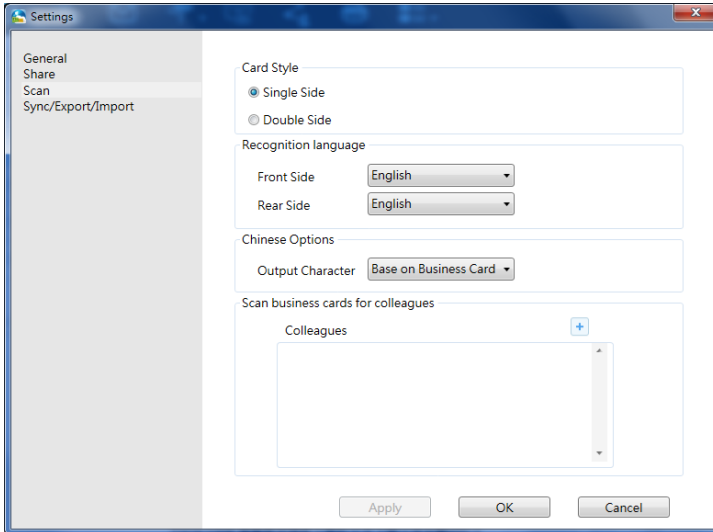 Settings
General
Share
Scan
Sync/Export/Import
Card Style
Single Side
Double Side
Recognition language
Front Side English
Rear Side English
Chinese Options
Output Character Base on Business Card
Scan business cards for colleagues
Colleagues
Apply OK Cancel